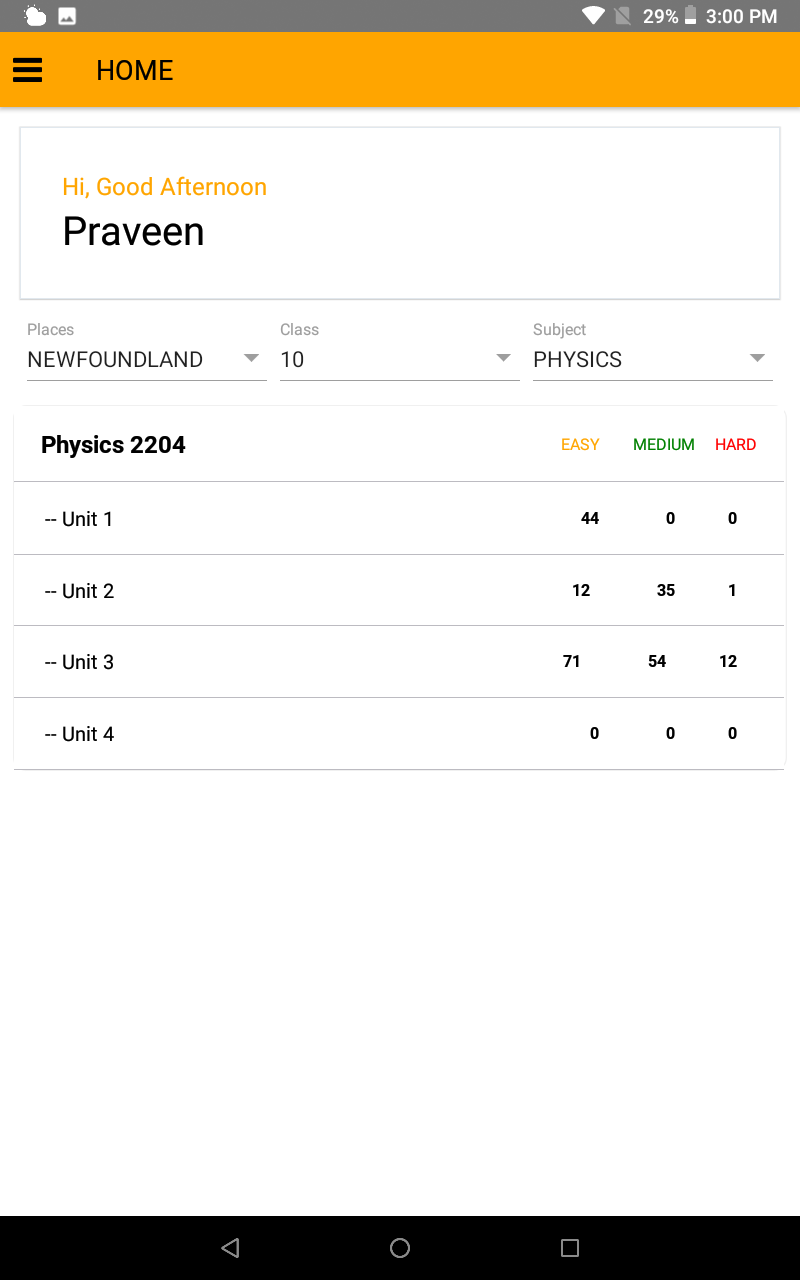 29% 3:00 PM
HOME
Hi, Good Afternoon
Praveen
Places Class Subject
NEWFOUNDLAND 10 PHYSICS
Physics 2204 EASY MEDIUM HARD
-- Unit 1 44 0 0
-- Unit 2 12 35 1
-- Unit 3 71 54 12
-- Unit 4 0 0 0